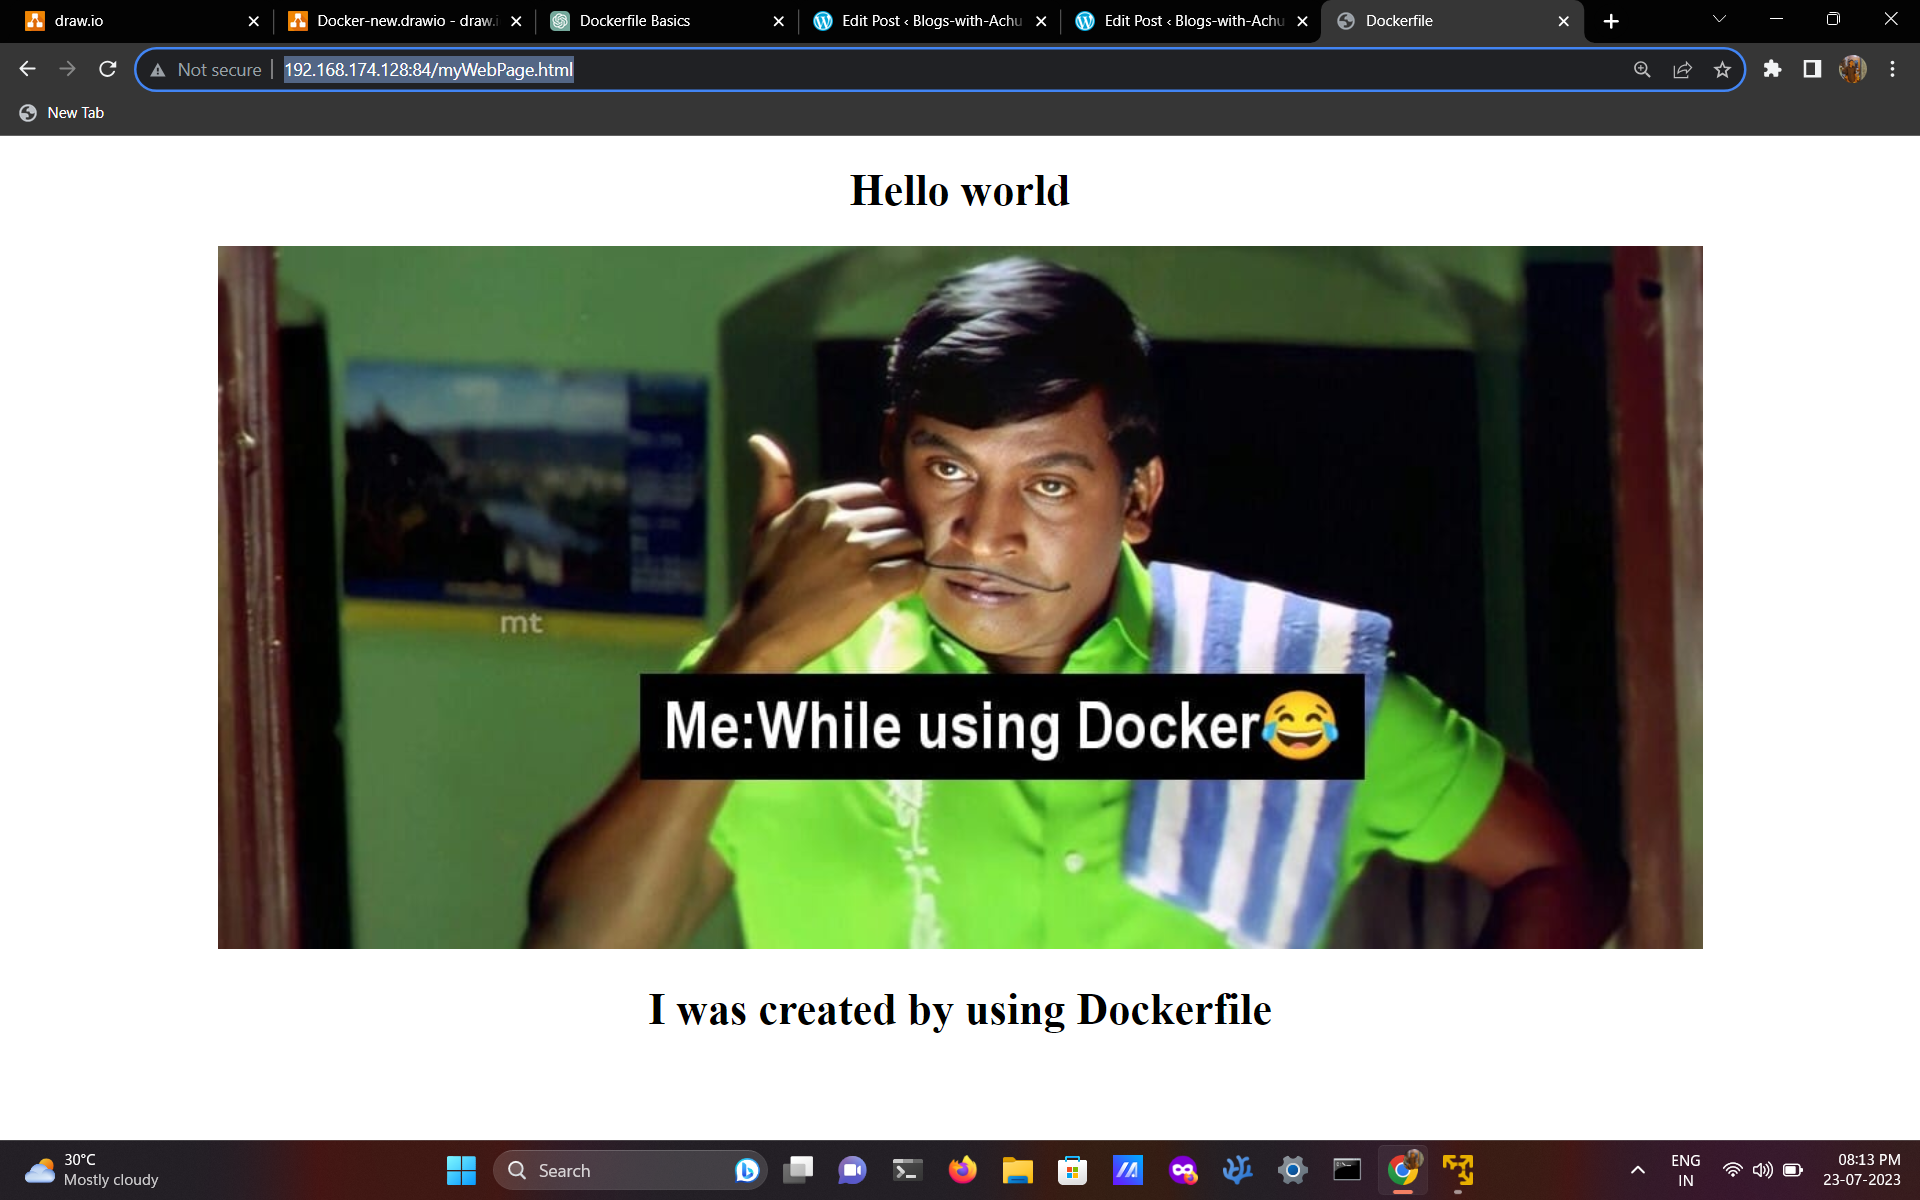 draw.io
Docker-new.drawio - draw.i
Dockerfile Basics
Edit Post ‹ Blogs-with-Achu
Edit Post ‹ Blogs-with-Achu
Dockerfile
Not secure
192.168.174.128:84/myWebPage.html
New Tab
Hello world
mt
Me:While using Docker😂
I was created by using Dockerfile
30°C
Mostly cloudy
Search
ENG
IN
08:13 PM
23-07-2023